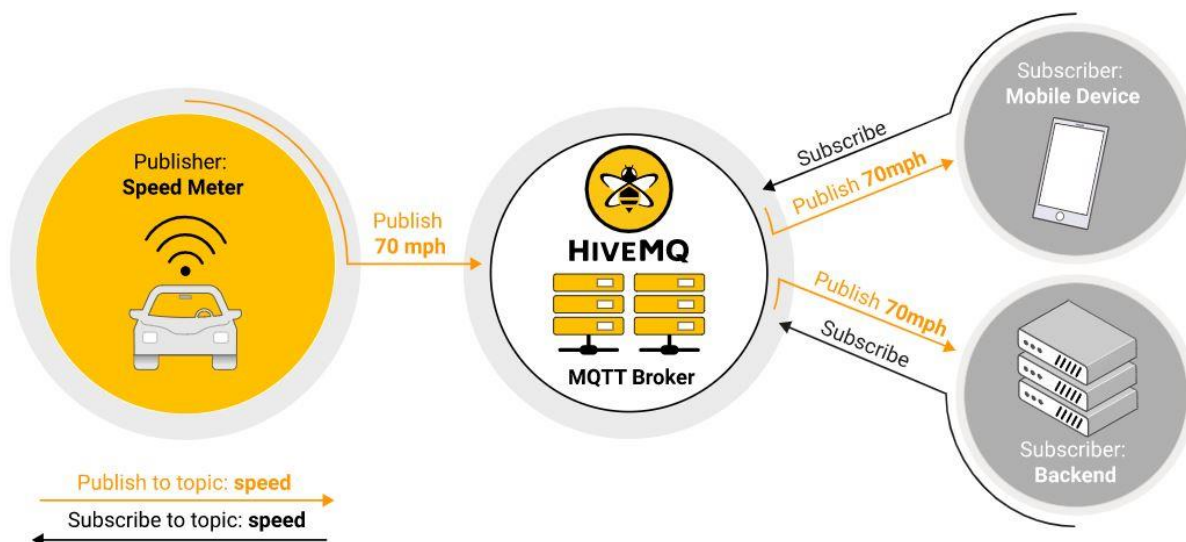 Publisher:
Speed Meter
Publish
70 mph
HIVEMQ
MQTT Broker
Subscribe
Publish 70mph
Subscriber:
Mobile Device
Publish 70mph
Subscribe
Subscriber:
Backend
Publish to topic: speed
Subscribe to topic: speed